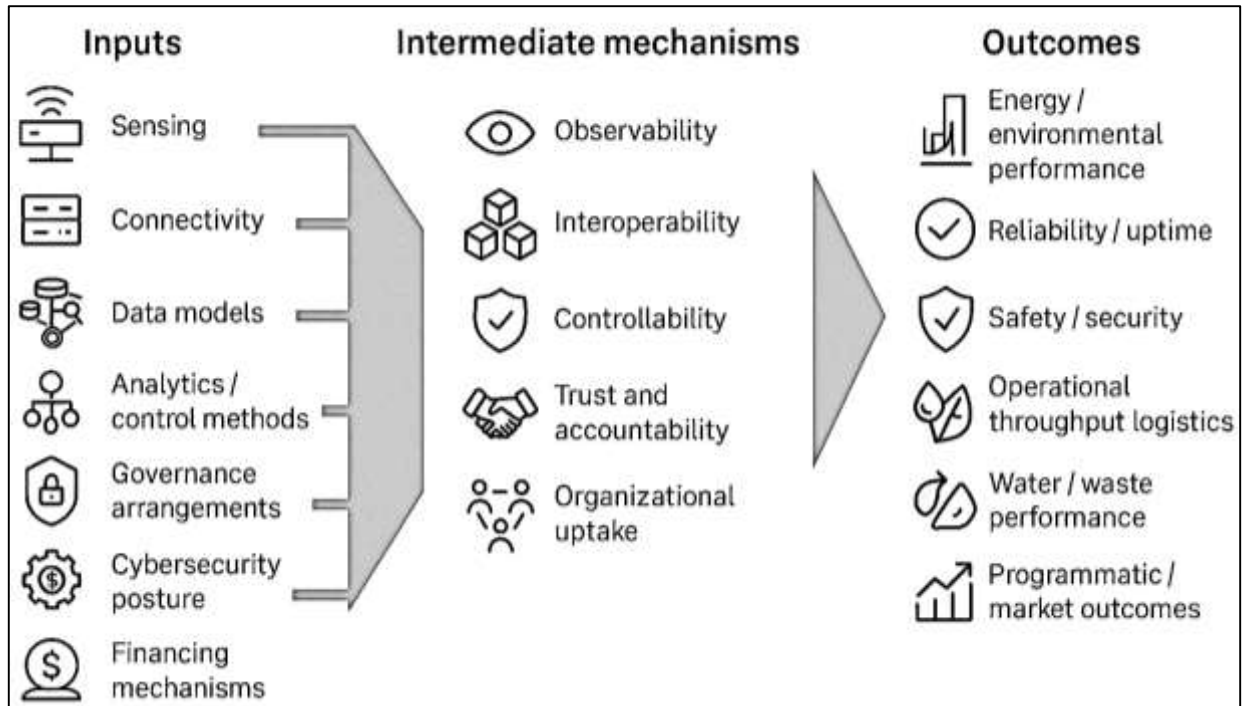 Inputs
Sensing
Connectivity
Data models
Analytics /
control methods
Governance
arrangements
Cybersecurity
posture
Financing
mechanisms
Intermediate mechanisms
Observability
Interoperability
Controllability
Trust and
accountability
Organizational
uptake
Outcomes
Energy /
environmental
performance
Reliability / uptime
Safety / security
Operational
throughput logistics
Water / waste
performance
Programmatic /
market outcomes